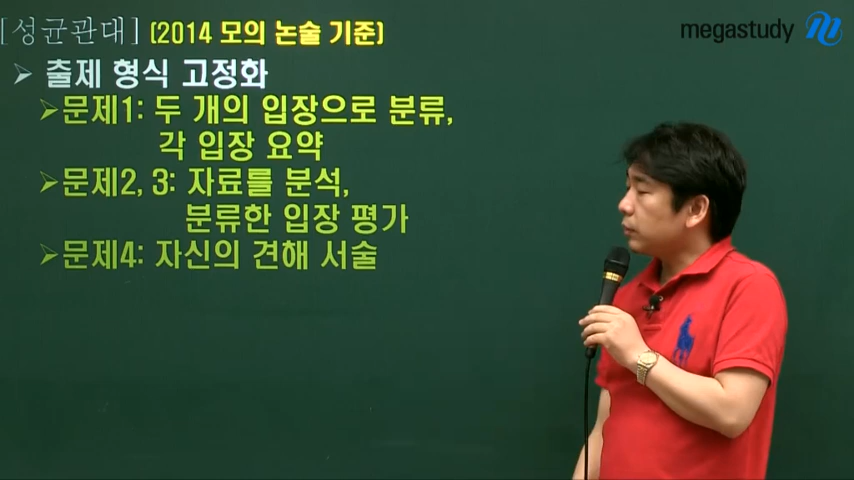 [성균관대] (2014 모의 논술 기준)
megastudy
➢ 출제 형식 고정화
➢문제1: 두 개의 입장으로 분류,
각 입장 요약
➢문제2, 3: 자료를 분석,
분류한 입장 평가
➢문제4: 자신의 견해 서술